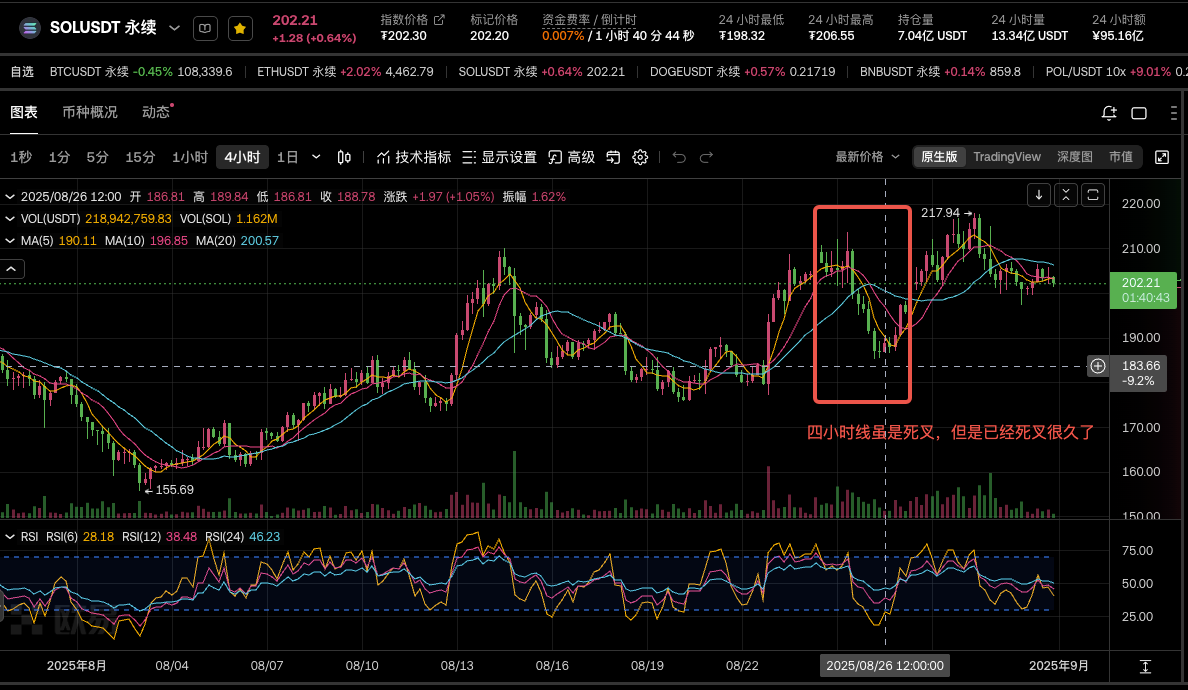 SOLUSDT 永续
202.21
+1.28 (+0.64%)
指数价格
₮202.30
标记价格
202.20
资金费率 / 倒计时
0.007% / 1 小时 40 分 44 秒
24 小时最低
₮198.32
24 小时最高
₮206.55
持仓量
7.04亿 USDT
24 小时量
13.34亿 USDT
24 小时额
₮95.16亿
自选 BTCUSDT 永续 -0.45% 108,339.6 ETHUSDT 永续 +2.02% 4,462.79 SOLUSDT 永续 +0.64% 202.21 DOGEUSDT 永续 +0.57% 0.21719 BNBUSDT 永续 +0.14% 859.8 POL/USDT 10x +9.01% 0.2
图表 币种概况 动态
1秒 1分 5分 15分 1小时 4小时 1日 技术指标 显示设置 高级 最新价格 原生版 TradingView 深度图 市值
2025/08/26 12:00 开 186.81 高 189.84 低 186.81 收 188.78 涨跌 +1.97 (+1.05%) 振幅 1.62%
VOL(USDT) 218,942,759.83 VOL(SOL) 1.162M
MA(5) 190.11 MA(10) 196.85 MA(20) 200.57
217.94
155.69
四小时线虽是死叉，但是已经死叉很久了
220.00
210.00
202.21
01:40:43
190.00
183.66
-9.2%
170.00
160.00
150.00
RSI RSI(6) 28.18 RSI(12) 38.48 RSI(24) 46.23
75.00
50.00
25.00
欧易
2025年8月 08/04 08/07 08/10 08/13 08/16 08/19 08/22 2025/08/26 12:00:00 2025年9月